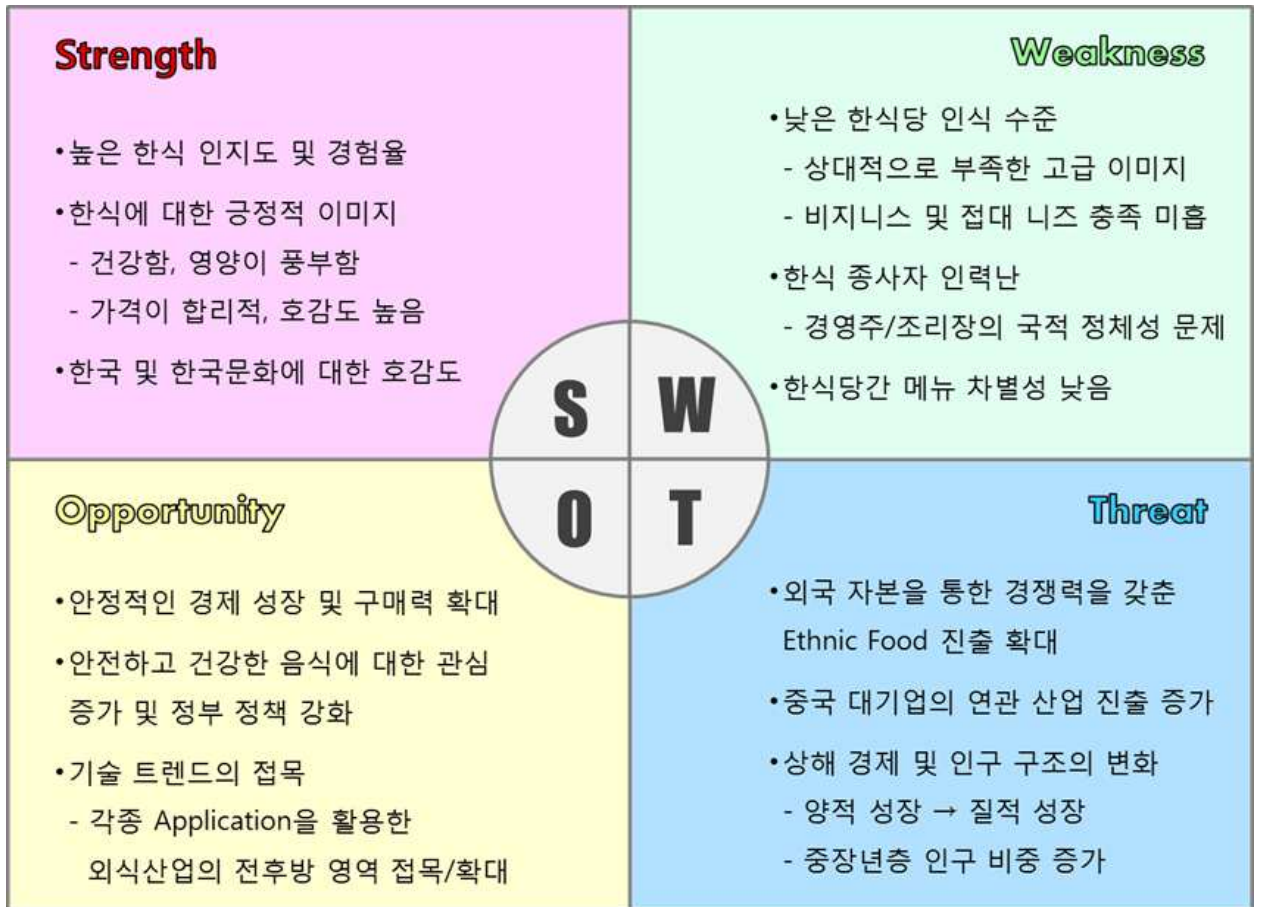 Strength
•높은 한식 인지도 및 경험율
•한식에 대한 긍정적 이미지
- 건강함, 영양이 풍부함
- 가격이 합리적, 호감도 높음
•한국 및 한국문화에 대한 호감도
Weakness
•낮은 한식당 인식 수준
- 상대적으로 부족한 고급 이미지
- 비지니스 및 접대 니즈 충족 미흡
•한식 종사자 인력난
- 경영주/조리장의 국적 정체성 문제
•한식당간 메뉴 차별성 낮음
S W
O T
Opportunity
•안정적인 경제 성장 및 구매력 확대
•안전하고 건강한 음식에 대한 관심
증가 및 정부 정책 강화
•기술 트렌드의 접목
- 각종 Application을 활용한
외식산업의 전후방 영역 접목/확대
Threat
•외국 자본을 통한 경쟁력을 갖춘
Ethnic Food 진출 확대
•중국 대기업의 연관 산업 진출 증가
•상해 경제 및 인구 구조의 변화
- 양적 성장 → 질적 성장
- 중장년층 인구 비중 증가